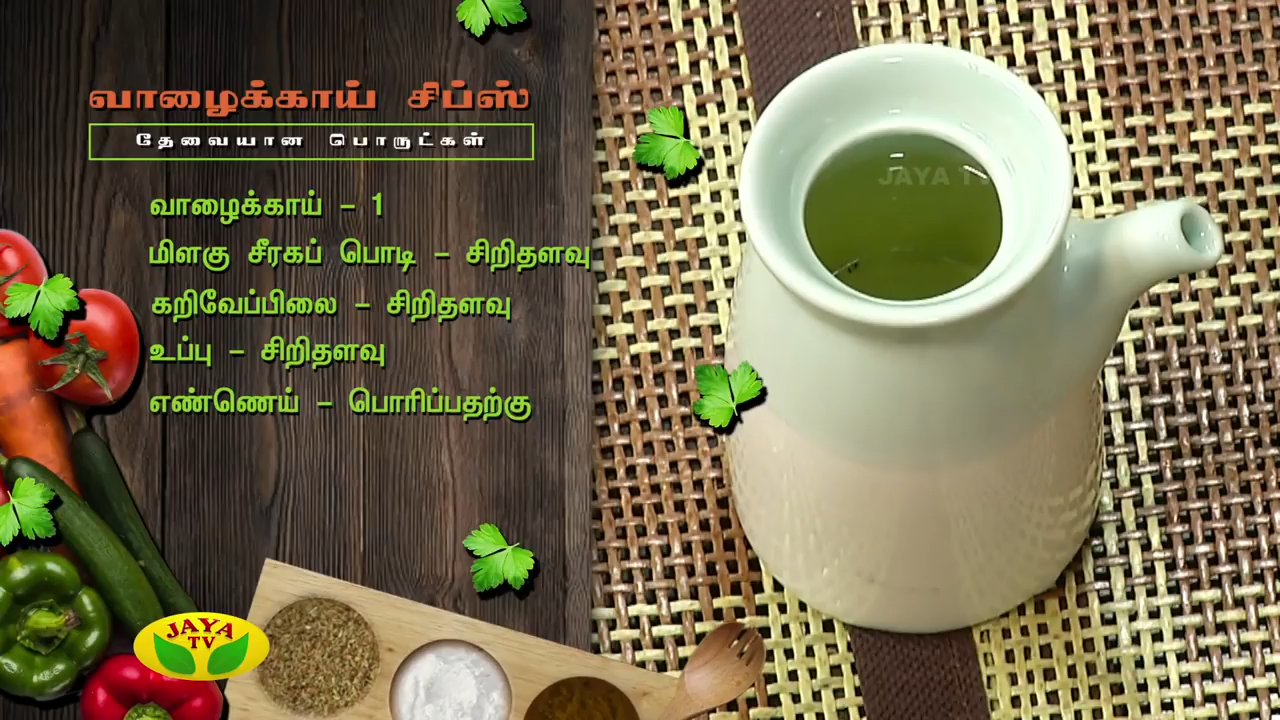 வாழைக்காய் சிப்ஸ்
தேவையான பொருட்கள்
வாழைக்காய் – 1
மிளகு சீரகப் பொடி – சிறிதளவு
கறிவேப்பிலை – சிறிதளவு
உப்பு – சிறிதளவு
எண்ணெய் – பொரிப்பதற்கு
JAYA TV
JAYA
TV